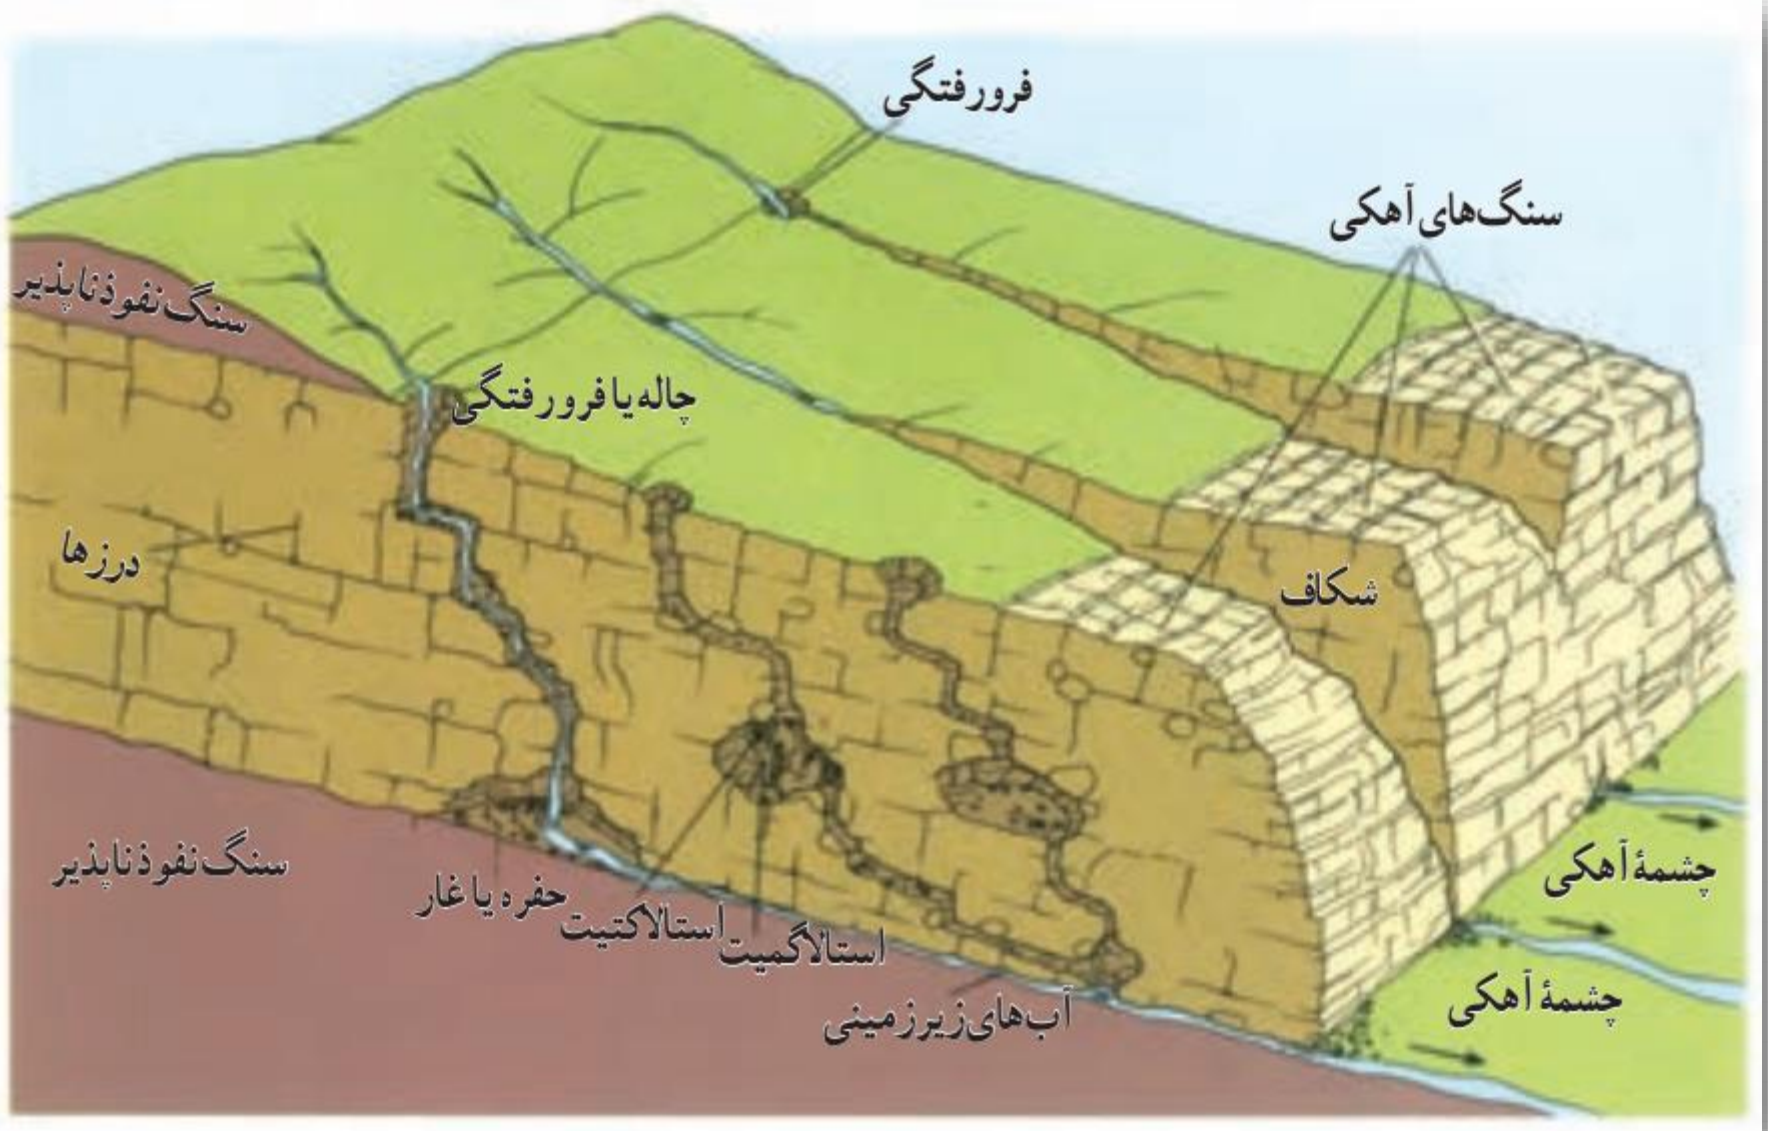 فرورفتگی
سنگ‌های آهکی
سنگ نفوذناپذیر
چاله یا فرورفتگی
درزها
شکاف
سنگ نفوذناپذیر
حفره یا غار
استالاکتیت
استالاگمیت
آب‌های زیرزمینی
چشمهٔ آهکی
چشمهٔ آهکی